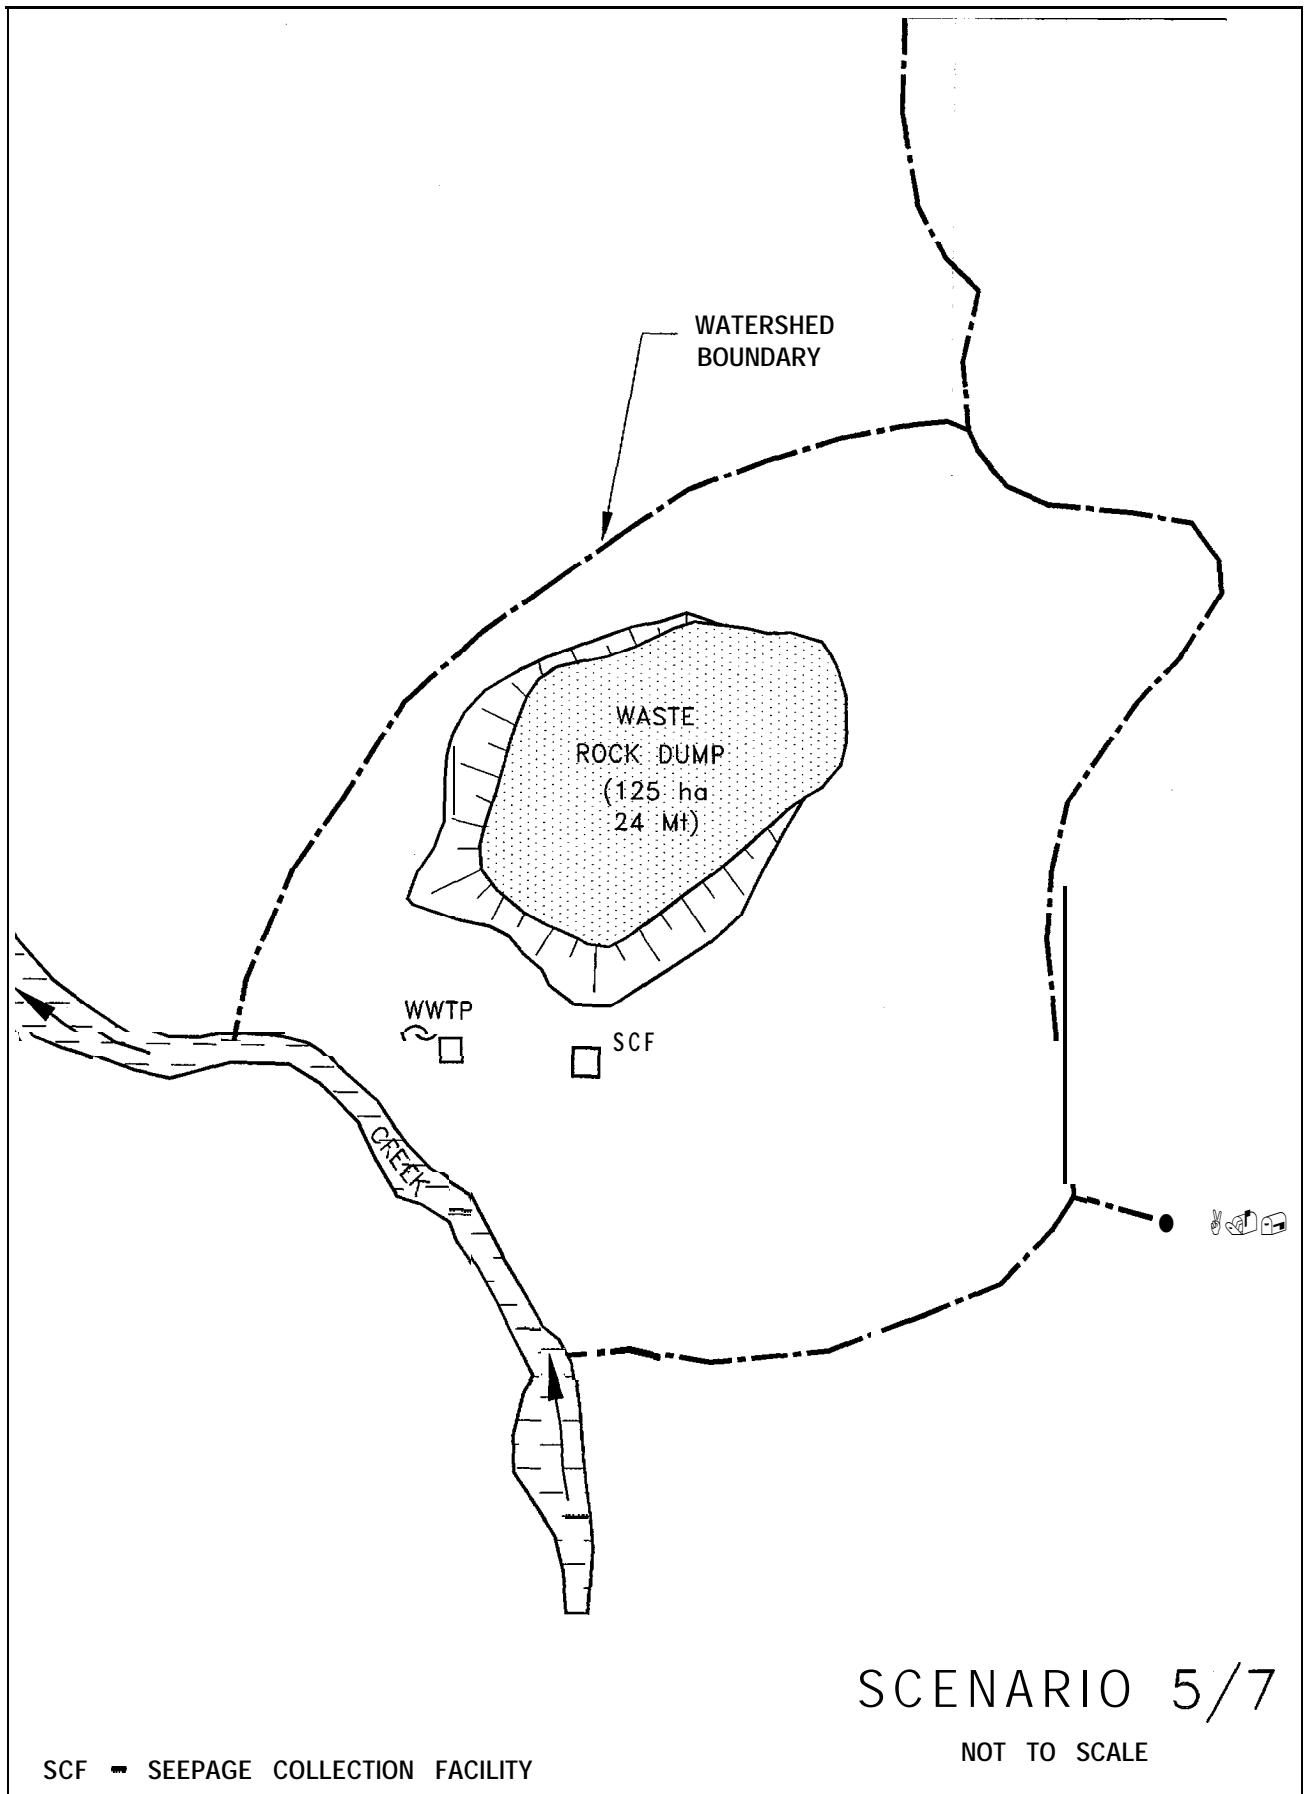 WATERSHED
BOUNDARY
WASTE
ROCK DUMP
(125 ha
24 Mt)
WWTP
SCF
CREEK
SCENARIO 5/7
NOT TO SCALE
SCF - SEEPAGE COLLECTION FACILITY